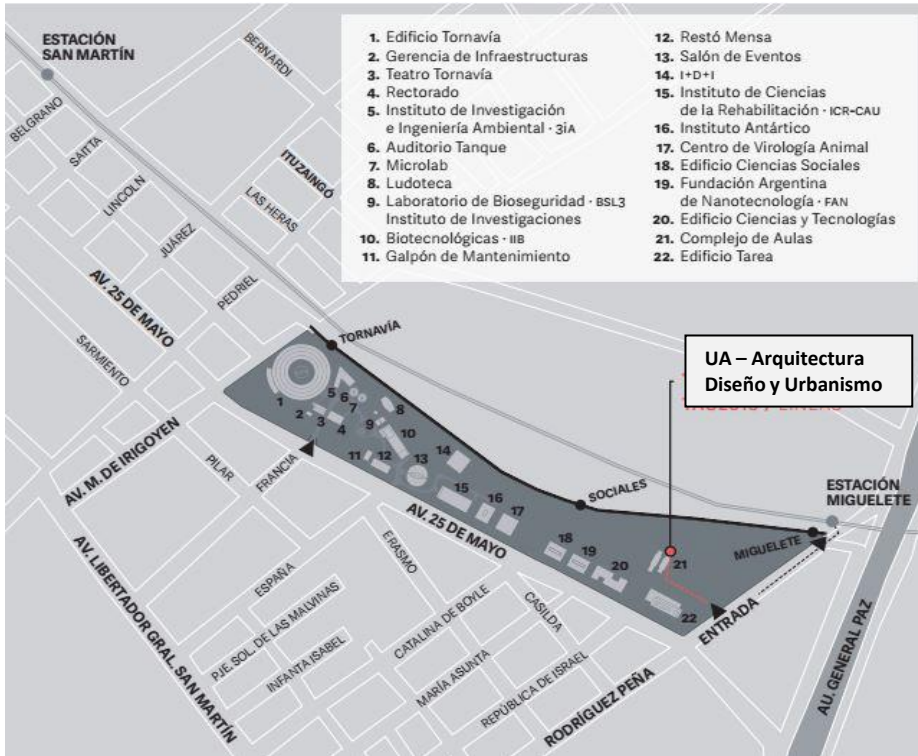 ESTACIÓN
SAN MARTÍN
1. Edificio Tornavía
2. Gerencia de Infraestructuras
3. Teatro Tornavía
4. Rectorado
5. Instituto de Investigación
e Ingeniería Ambiental · 3iA
6. Auditorio Tanque
7. Microlab
8. Ludoteca
9. Laboratorio de Bioseguridad · BSL3
Instituto de Investigaciones
10. Biotecnológicas · IIB
11. Galpón de Mantenimiento
12. Restó Mensa
13. Salón de Eventos
14. I+D+I
15. Instituto de Ciencias
de la Rehabilitación · ICR-CAU
16. Instituto Antártico
17. Centro de Virología Animal
18. Edificio Ciencias Sociales
19. Fundación Argentina
de Nanotecnología · FAN
20. Edificio Ciencias y Tecnologías
21. Complejo de Aulas
22. Edificio Tarea
BERNARDI
BELGRANO
SAITTA
ITUZAINGÓ
LINCOLN
LAS HERAS
JUÁREZ
AV. 25 DE MAYO
PEDRIEL
TORNAVÍA
SARMIENTO
UA – Arquitectura
Diseño y Urbanismo
1
2
3
4
5
6
7
8
9
10
11
12
13
14
15
16
17
18
19
20
21
22
AV. M. DE IRIGOYEN
PILAR
FRANCIA
AV. 25 DE MAYO
SOCIALES
ESTACIÓN
MIGUELETE
MIGUELETE
ENTRADA
AU. GENERAL PAZ
AV. LIBERTADOR GRAL. SAN MARTÍN
ESPAÑA
ERASMO
PJE. SOL. DE LAS MALVINAS
INFANTA ISABEL
CATALINA DE BOYLE
CASILDA
MARÍA ASUNTA
REPÚBLICA DE ISRAEL
RODRÍGUEZ PEÑA